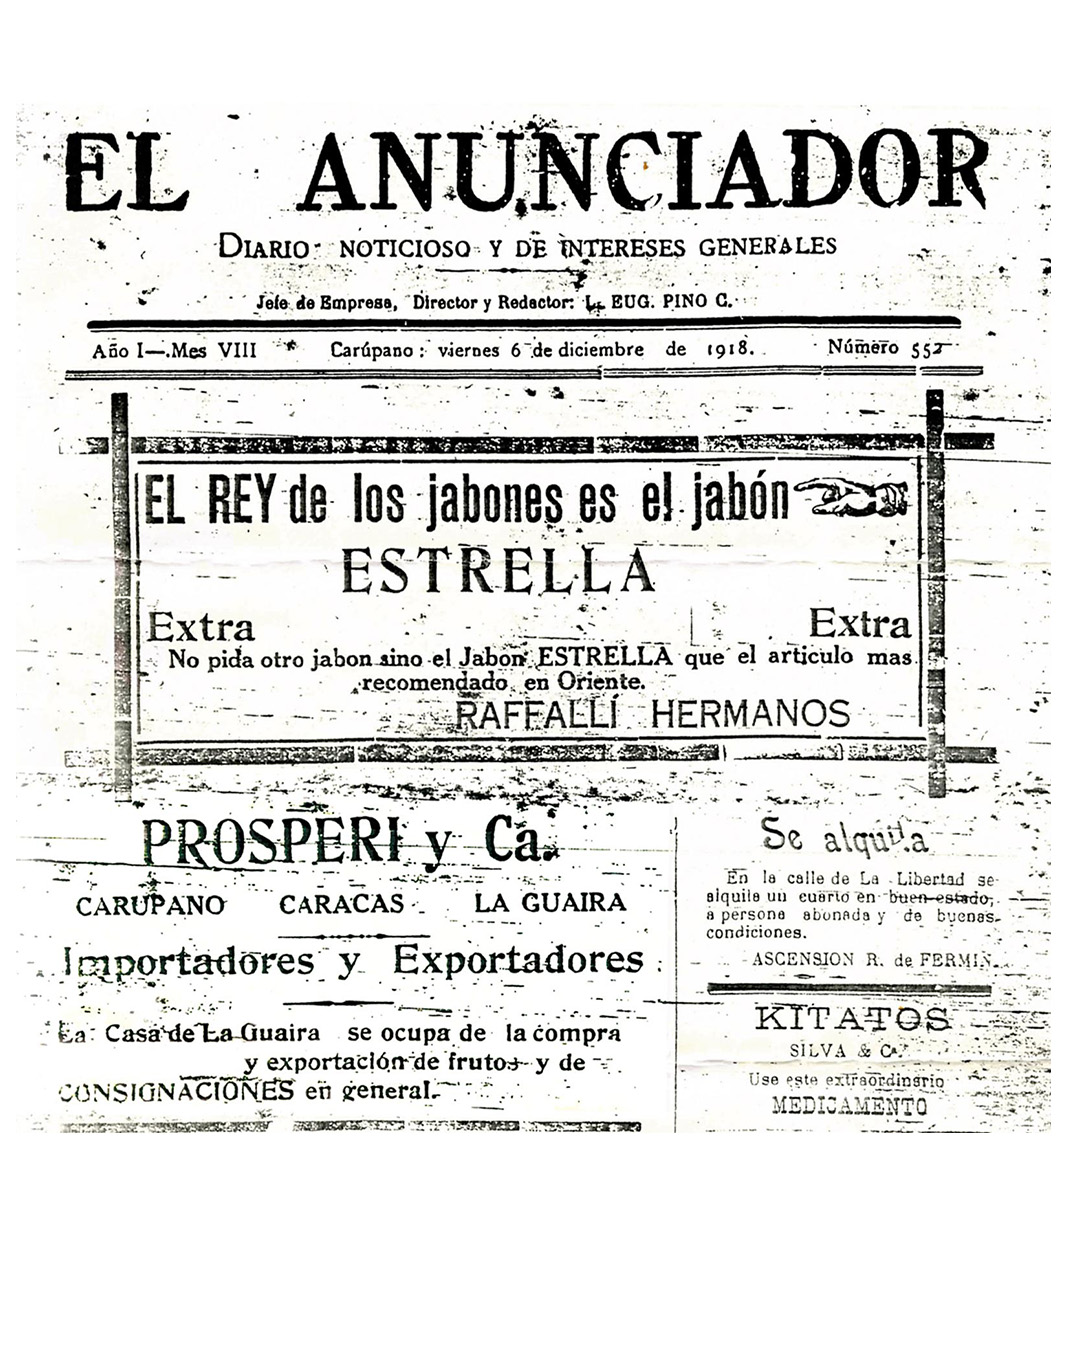 EL ANUNCIADOR
DIARIO NOTICIOSO Y DE INTERESES GENERALES
Jefe de Empresa, Director y Redactor: L. EUG. PINO C.
Año I—.Mes VIII Carúpano: viernes 6 de diciembre de 1918. Número 552
EL REY de los jabones es el jabón
ESTRELLA
Extra Extra
No pida otro jabon sino el Jabon ESTRELLA que el articulo mas
recomendado en Oriente.
RAFFALLÍ HERMANOS
PROSPERI y Ca.
CARUPANO CARACAS LA GUAIRA
Importadores y Exportadores
La Casa de La Guaira se ocupa de la compra
y exportación de frutos y de
CONSIGNACIONES en general.
Se alquila
En la calle de La Libertad se
alquila un cuarto en buen estado,
a persona abonada y de buenas
condiciones.
ASCENSION R. de FERMIN.
KITATOS
SILVA & Ca.
Use este extraordinario
MEDICAMENTO